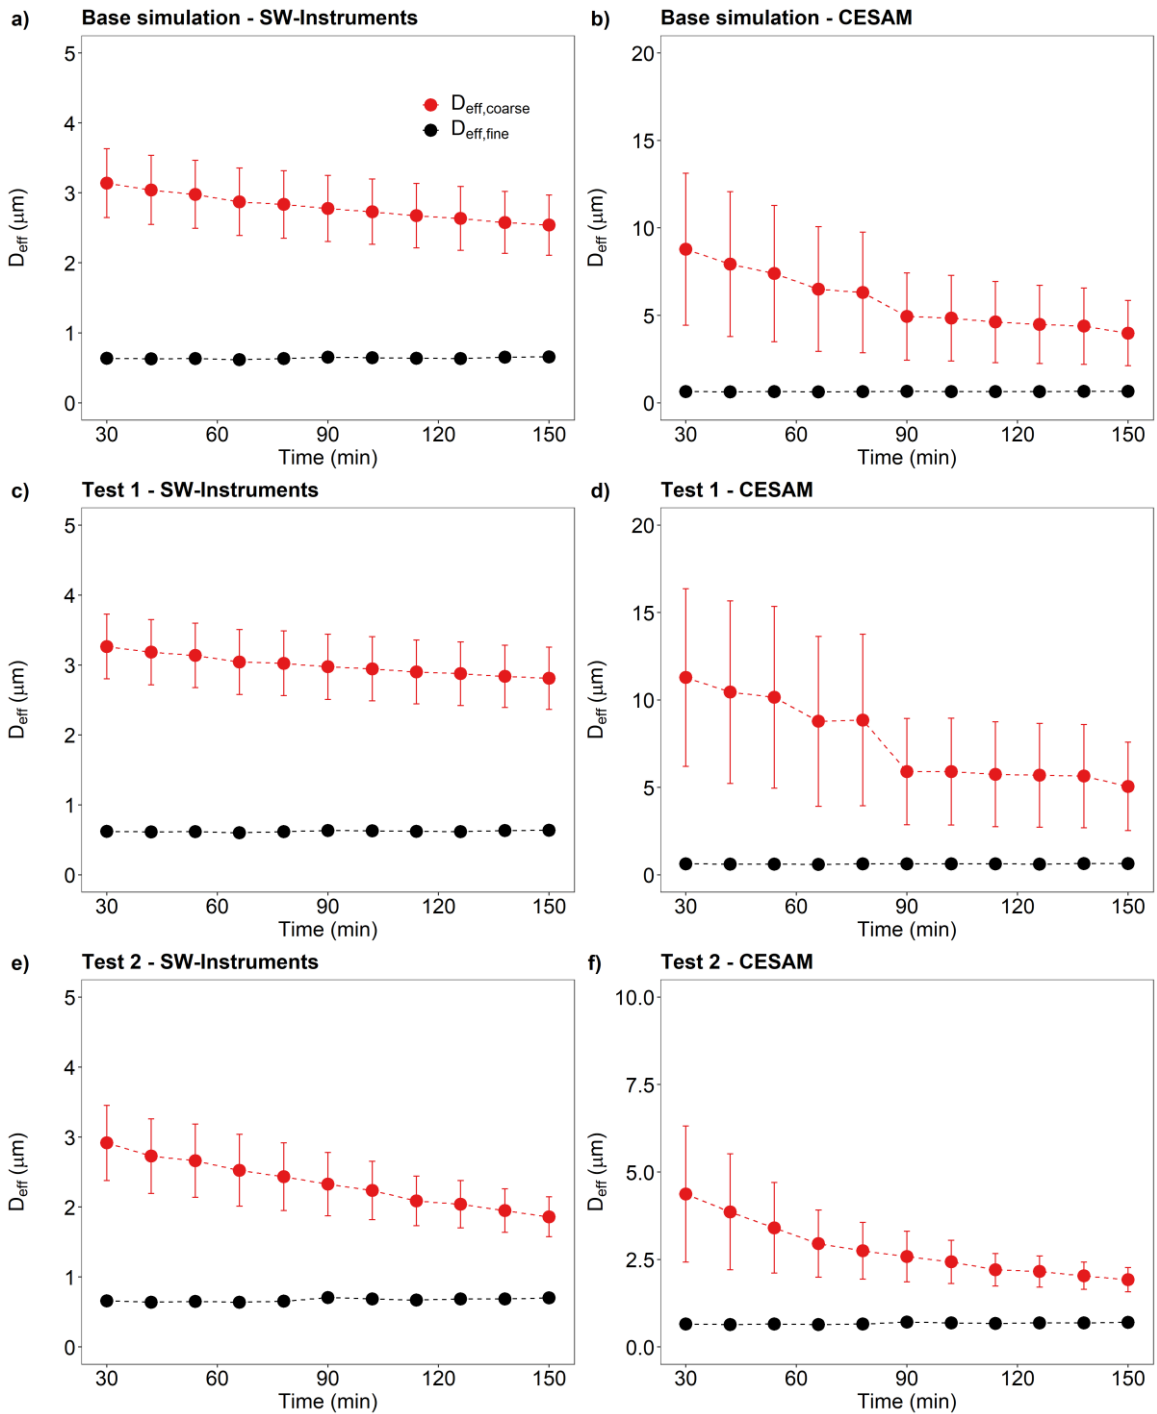 a) Base simulation - SW-Instruments
5
4
3
2
1
0
D_eff (μm)
D_eff,coarse
D_eff,fine
30 60 90 120 150
Time (min)
b) Base simulation - CESAM
20
15
10
5
0
D_eff (μm)
30 60 90 120 150
Time (min)
c) Test 1 - SW-Instruments
5
4
3
2
1
0
D_eff (μm)
30 60 90 120 150
Time (min)
d) Test 1 - CESAM
20
15
10
5
0
D_eff (μm)
30 60 90 120 150
Time (min)
e) Test 2 - SW-Instruments
5
4
3
2
1
0
D_eff (μm)
30 60 90 120 150
Time (min)
f) Test 2 - CESAM
10.0
7.5
5.0
2.5
0.0
D_eff (μm)
30 60 90 120 150
Time (min)